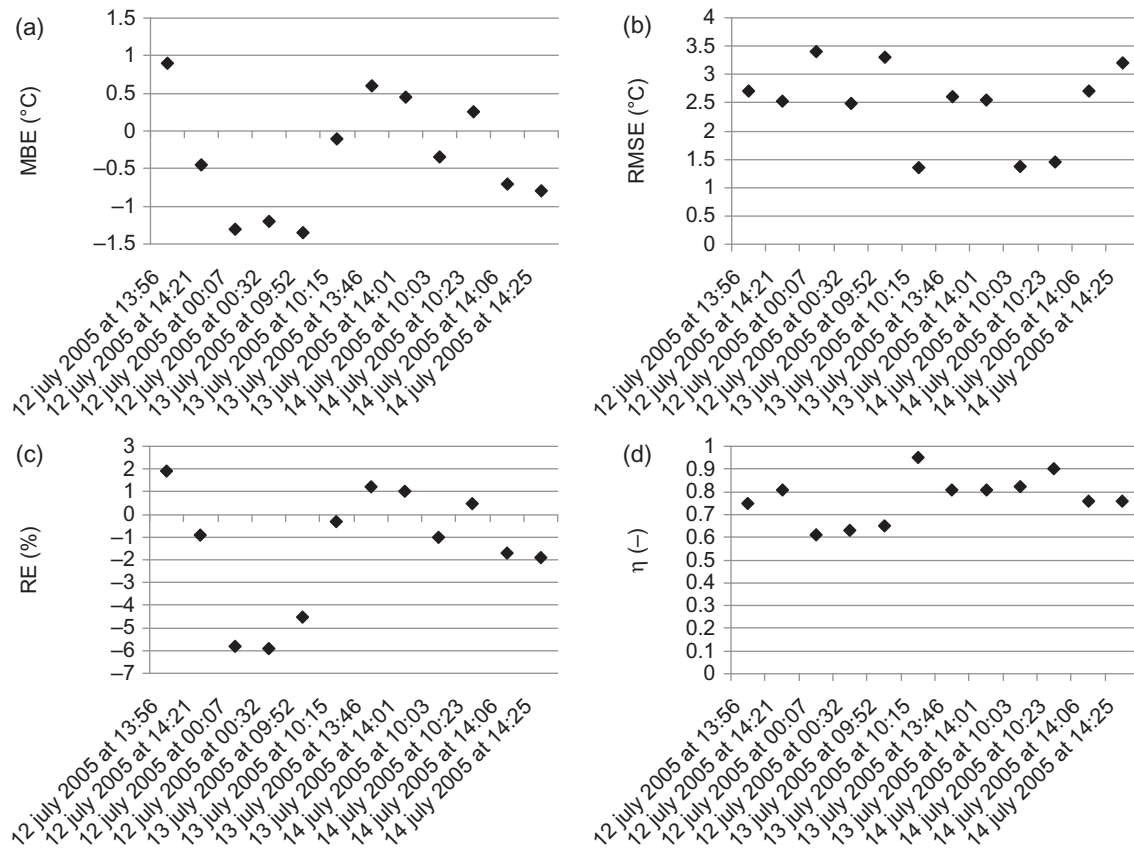 (a)
MBE (°C)
1.5
1
0.5
0
–0.5
–1
–1.5
12 july 2005 at 13:56
12 july 2005 at 14:21
12 july 2005 at 00:07
12 july 2005 at 00:32
13 july 2005 at 09:52
13 july 2005 at 10:15
13 july 2005 at 13:46
13 july 2005 at 14:01
14 july 2005 at 10:03
14 july 2005 at 10:23
14 july 2005 at 14:06
14 july 2005 at 14:25
(b)
RMSE (°C)
4
3.5
3
2.5
2
1.5
1
0.5
0
12 july 2005 at 13:56
12 july 2005 at 14:21
12 july 2005 at 00:07
12 july 2005 at 00:32
13 july 2005 at 09:52
13 july 2005 at 10:15
13 july 2005 at 13:46
13 july 2005 at 14:01
14 july 2005 at 10:03
14 july 2005 at 10:23
14 july 2005 at 14:06
14 july 2005 at 14:25
(c)
RE (%)
3
2
1
0
–1
–2
–3
–4
–5
–6
–7
12 july 2005 at 13:56
12 july 2005 at 14:21
12 july 2005 at 00:07
12 july 2005 at 00:32
13 july 2005 at 09:52
13 july 2005 at 10:15
13 july 2005 at 13:46
13 july 2005 at 14:01
14 july 2005 at 10:03
14 july 2005 at 10:23
14 july 2005 at 14:06
14 july 2005 at 14:25
(d)
η (–)
1
0.9
0.8
0.7
0.6
0.5
0.4
0.3
0.2
0.1
0
12 july 2005 at 13:56
12 july 2005 at 14:21
12 july 2005 at 00:07
12 july 2005 at 00:32
13 july 2005 at 09:52
13 july 2005 at 10:15
13 july 2005 at 13:46
13 july 2005 at 14:01
14 july 2005 at 10:03
14 july 2005 at 10:23
14 july 2005 at 14:06
14 july 2005 at 14:25